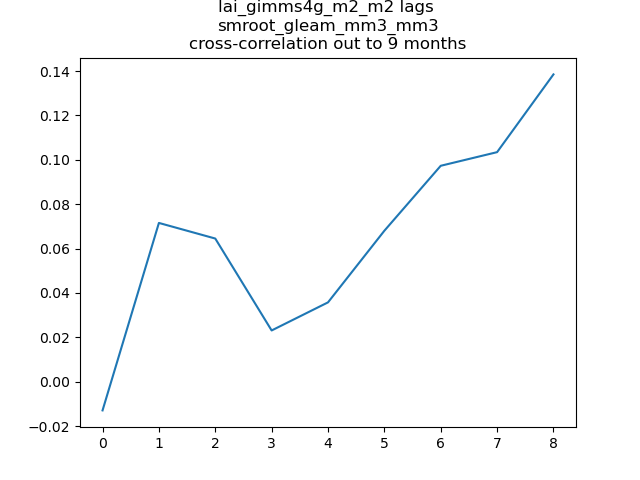 lai_gimms4g_m2_m2 lags
smroot_gleam_mm3_mm3
cross-correlation out to 9 months
0.14
0.12
0.10
0.08
0.06
0.04
0.02
0.00
−0.02
0 1 2 3 4 5 6 7 8